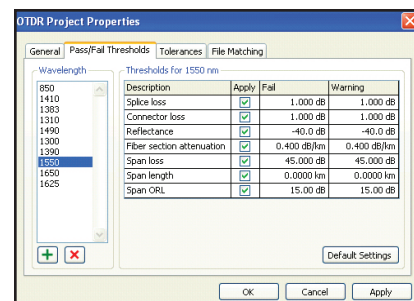 OTDR Project Properties
General Pass/Fail Thresholds Tolerances File Matching
Wavelength
850
1410
1383
1310
1490
1300
1390
1550
1650
1625
Thresholds for 1550 nm
Description Apply Fail Warning
Splice loss 1.000 dB 1.000 dB
Connector loss 1.000 dB 1.000 dB
Reflectance -40.0 dB -40.0 dB
Fiber section attenuation 0.400 dB/km 0.400 dB/km
Span loss 45.000 dB 45.000 dB
Span length 0.0000 km 0.0000 km
Span ORL 15.00 dB 15.00 dB
Default Settings
OK Cancel Apply